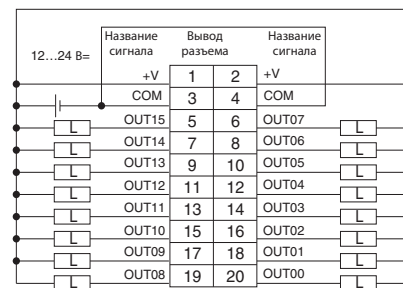 Название сигнала Вывод разъема Название сигнала
12...24 В=
+V 1 2 +V
COM 3 4 COM
OUT15 5 6 OUT07
L L
OUT14 7 8 OUT06
L L
OUT13 9 10 OUT05
L L
OUT12 11 12 OUT04
L L
OUT11 13 14 OUT03
L L
OUT10 15 16 OUT02
L L
OUT09 17 18 OUT01
L L
OUT08 19 20 OUT00
L L